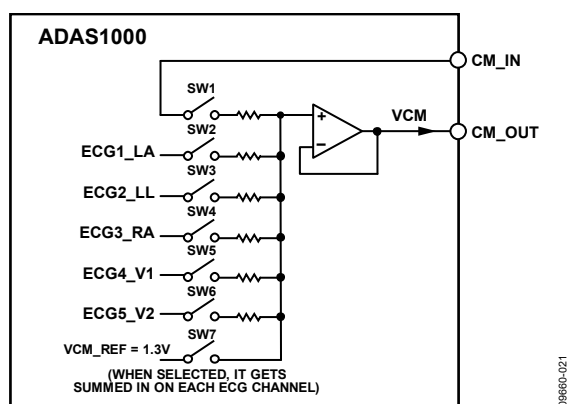 ADAS1000
CM_IN
SW1
VCM
CM_OUT
+
–
SW2
ECG1_LA
SW3
ECG2_LL
SW4
ECG3_RA
SW5
ECG4_V1
SW6
ECG5_V2
SW7
VCM_REF = 1.3V
(WHEN SELECTED, IT GETS
SUMMED IN ON EACH ECG CHANNEL)
09660-021